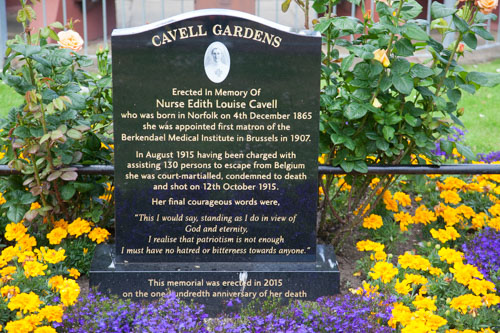 CAVELL GARDENS
Erected In Memory Of
Nurse Edith Louise Cavell
who was born in Norfolk on 4th December 1865
she was appointed first matron of the
Berkendael Medical Institute in Brussels in 1907.
In August 1915 having been charged with
assisting 130 persons to escape from Belgium
she was court-martialled, condemned to death
and shot on 12th October 1915.
Her final courageous words were,
"This I would say, standing as I do in view of
God and eternity,
I realise that patriotism is not enough
I must have no hatred or bitterness towards anyone."
This memorial was erected in 2015
on the one hundredth anniversary of her death